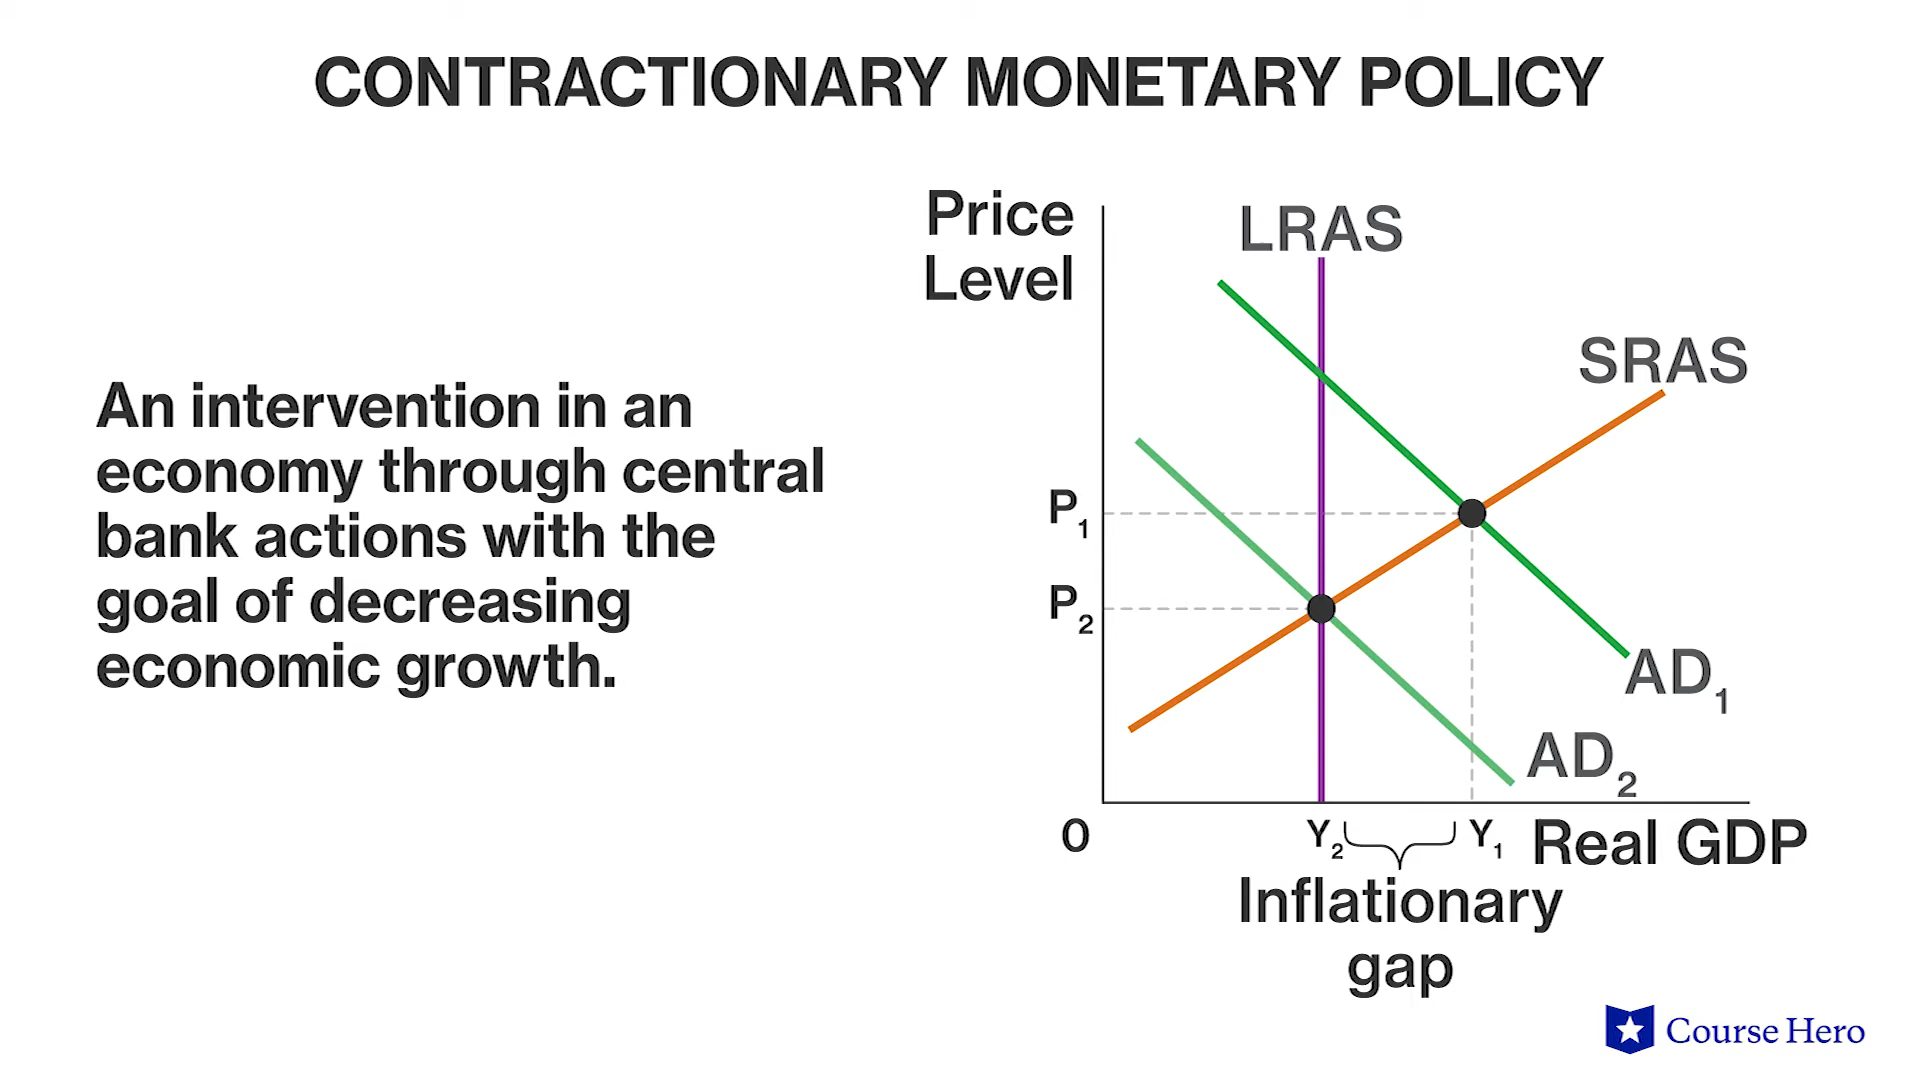 CONTRACTIONARY MONETARY POLICY
An intervention in an
economy through central
bank actions with the
goal of decreasing
economic growth.
Price
Level
LRAS
SRAS
P₁
P₂
AD₁
AD₂
0
Y₂
Y₁
Real GDP
Inflationary
gap
Course Hero